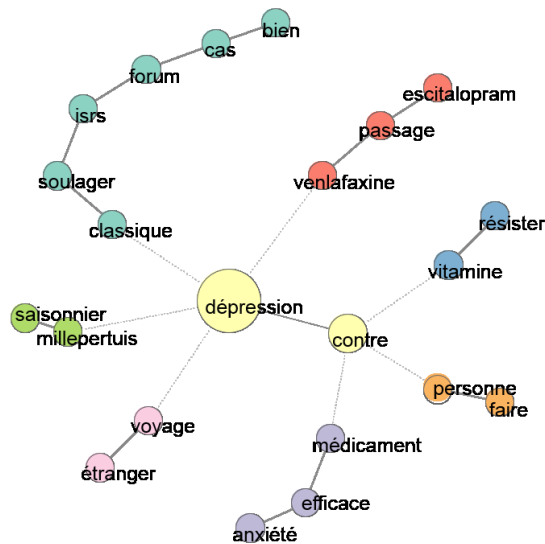 bien
cas
forum
isrs
soulager
classique
escitalopram
passage
venlafaxine
résister
vitamine
dépression
saisonnier
millepertuis
contre
personne
faire
voyage
étranger
médicament
efficace
anxiété